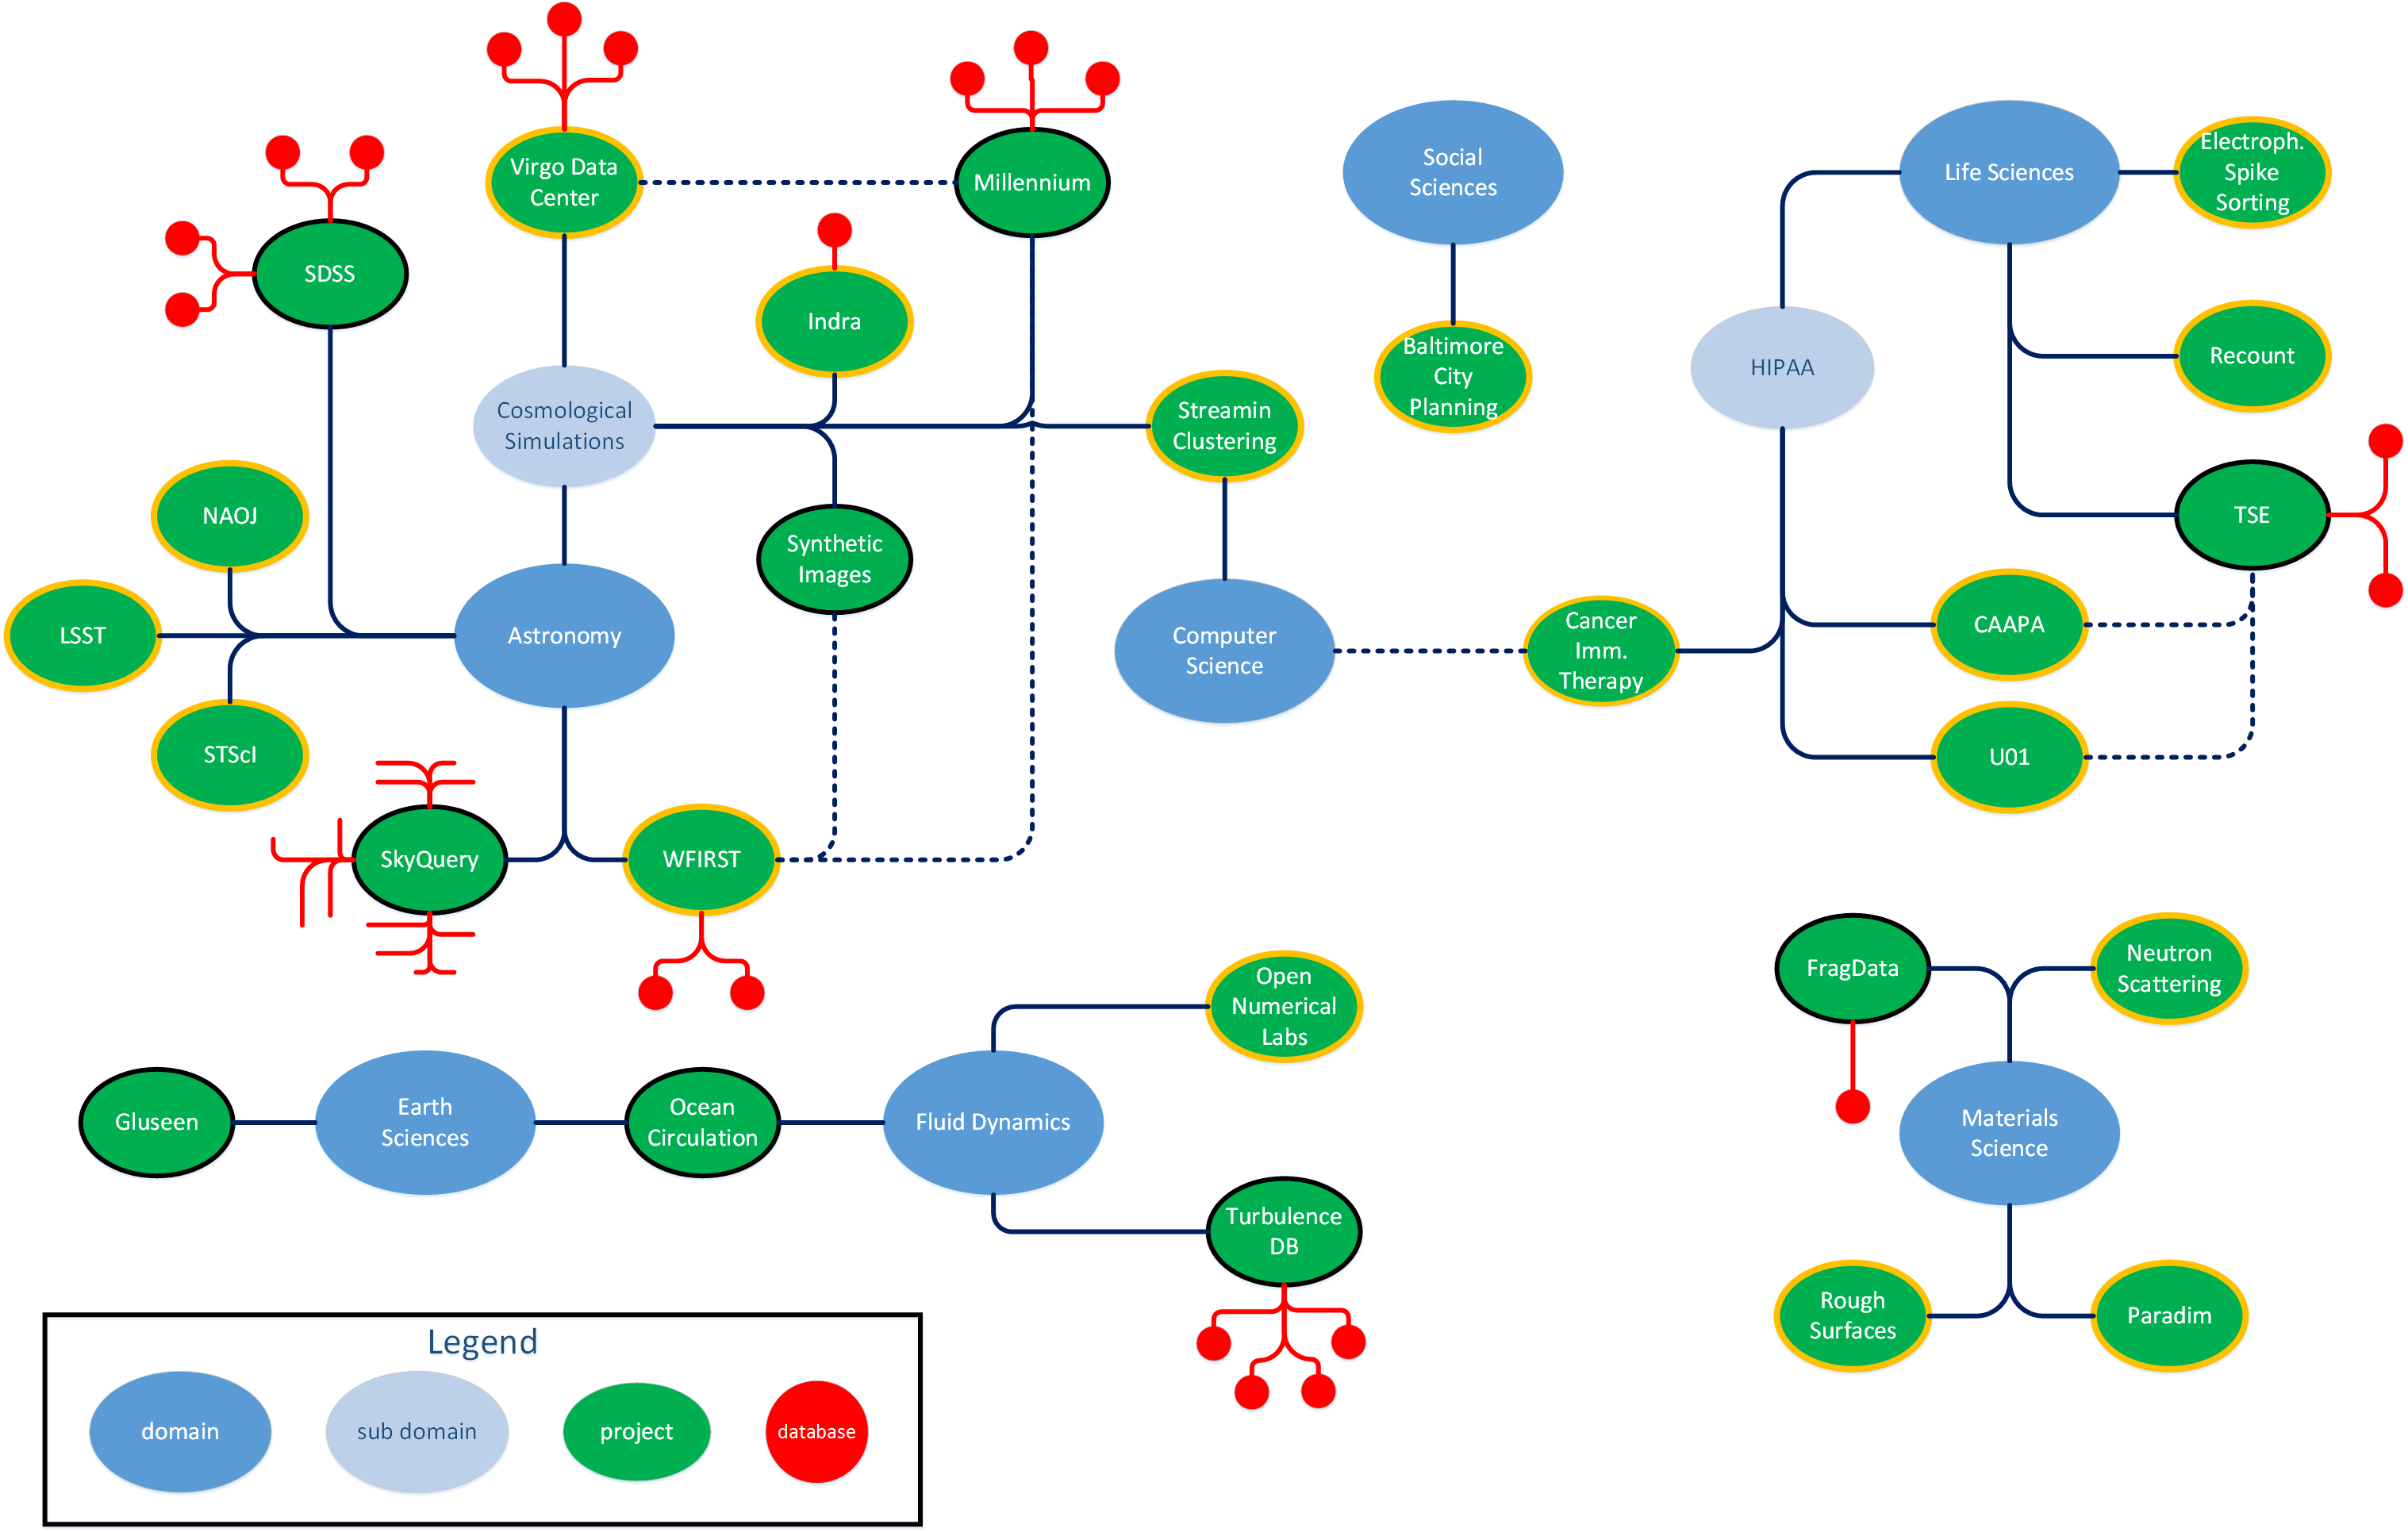 Virgo Data
Center
Millennium
Social
Sciences
Life Sciences
Electroph.
Spike
Sorting
SDSS
Indra
HIPAA
Recount
Baltimore
City
Planning
Cosmological
Simulations
Streamin
Clustering
NAOJ
TSE
Synthetic
Images
LSST
Astronomy
Computer
Science
Cancer
Imm.
Therapy
CAAPA
STScI
U01
SkyQuery
WFIRST
Open
Numerical
Labs
FragData
Neutron
Scattering
Gluseen
Earth
Sciences
Ocean
Circulation
Fluid Dynamics
Materials
Science
Turbulence
DB
Rough
Surfaces
Paradim
Legend
domain
sub domain
project
database